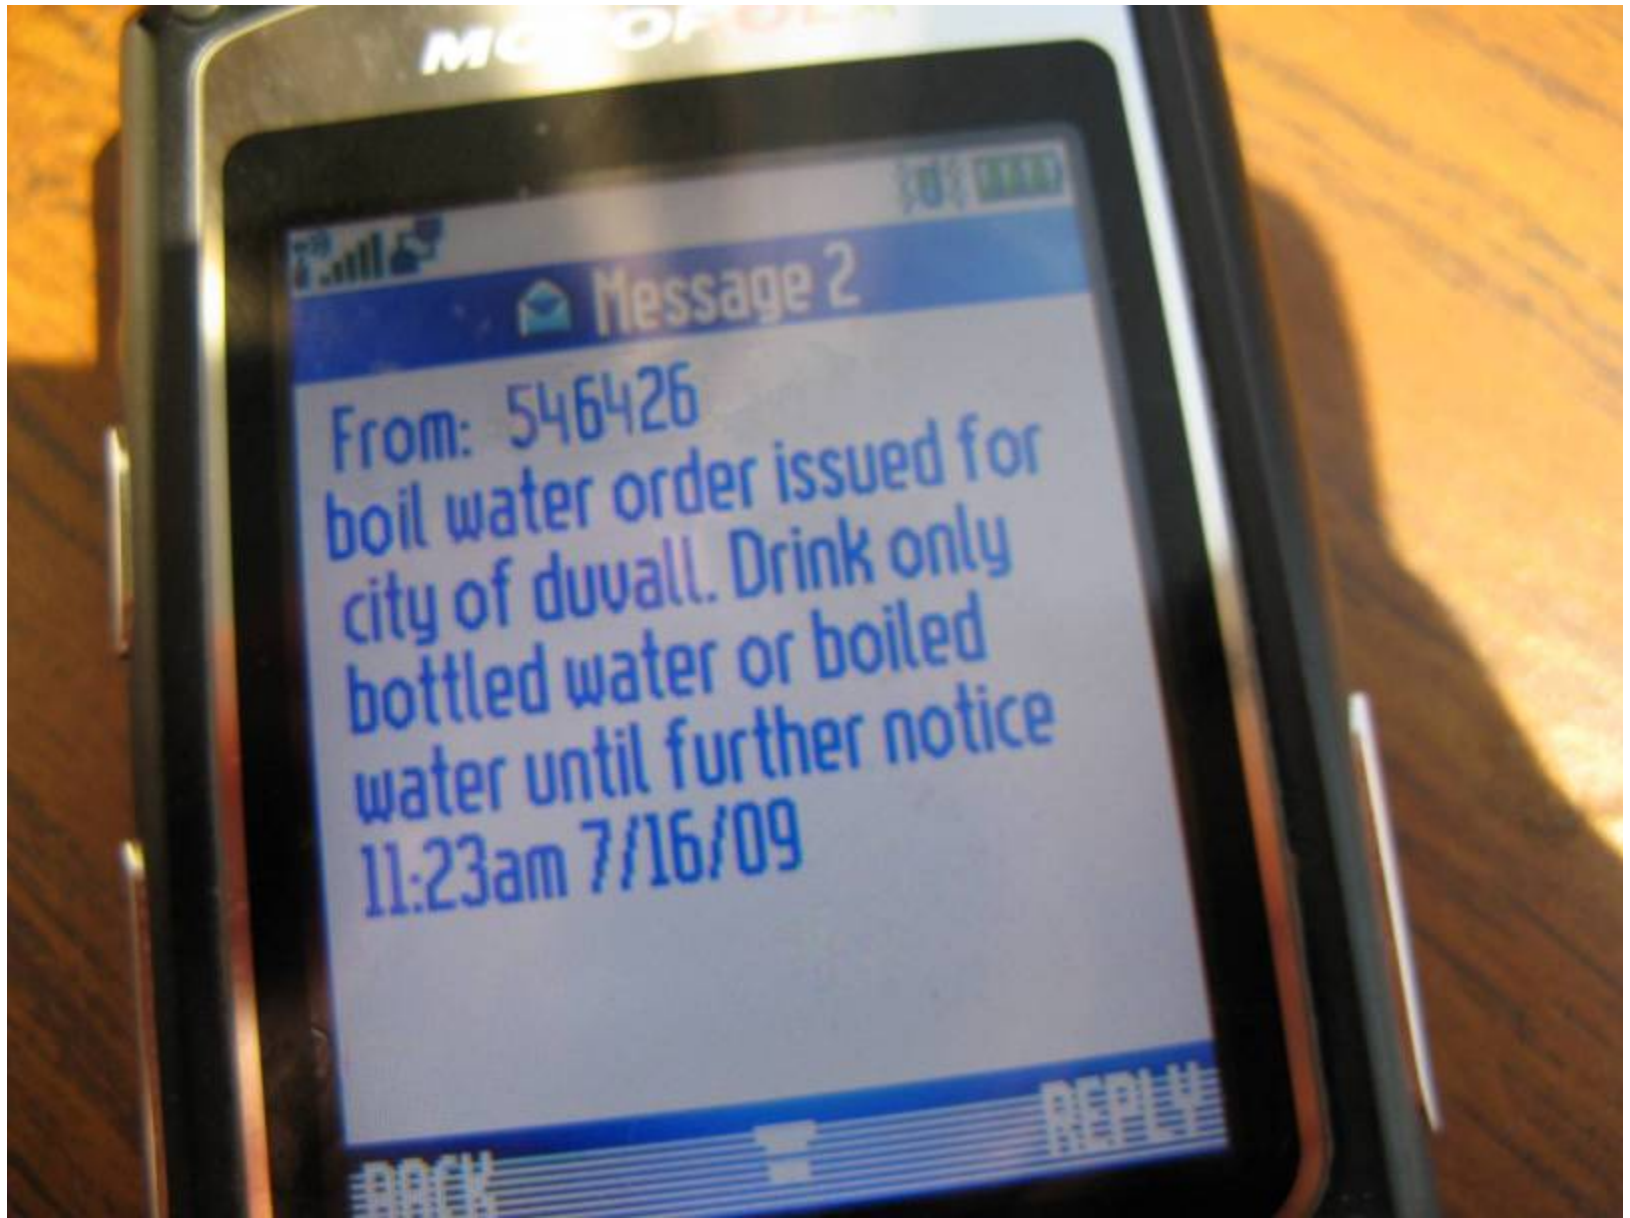 MOTOROLA
Message 2
From: 546426
boil water order issued for
city of duvall. Drink only
bottled water or boiled
water until further notice
11:23am 7/16/09
BACK
REPLY